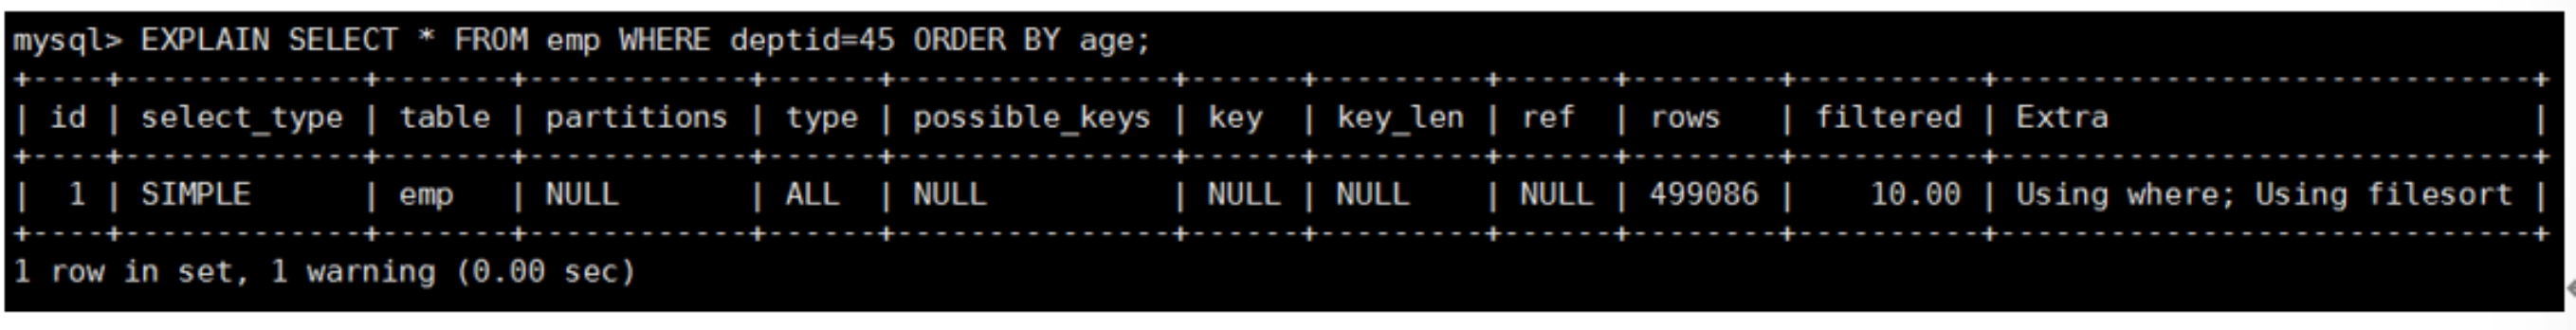 mysql> EXPLAIN SELECT * FROM emp WHERE deptid=45 ORDER BY age;
+----+-------------+-------+------------+------+---------------+------+---------+------+--------+----------+-----------------------------+
| id | select_type | table | partitions | type | possible_keys | key  | key_len | ref  | rows   | filtered | Extra                       |
+----+-------------+-------+------------+------+---------------+------+---------+------+--------+----------+-----------------------------+
|  1 | SIMPLE      | emp   | NULL       | ALL  | NULL          | NULL | NULL    | NULL | 499086 |    10.00 | Using where; Using filesort |
+----+-------------+-------+------------+------+---------------+------+---------+------+--------+----------+-----------------------------+
1 row in set, 1 warning (0.00 sec)